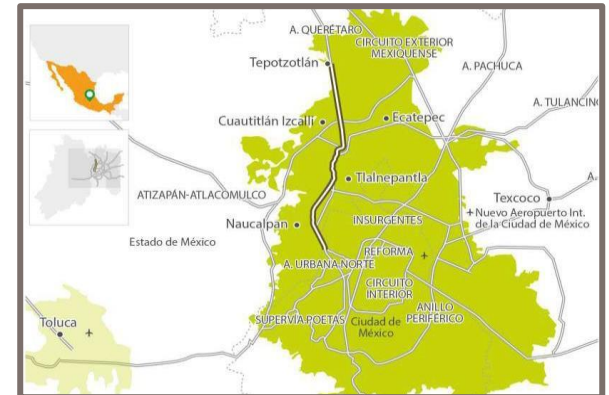 A. QUERÉTARO
CIRCUITO EXTERIOR
MEXIQUENSE
Tepotzotlán
A. PACHUCA
A. TULANCIN
Cuautitlán Izcalli
Ecatepec
Tlalnepantla
A.
ATIZAPÁN-ATLACOMULCO
Texcoco
Nuevo Aeropuerto Int.
de la Ciudad de México
Naucalpan
INSURGENTES
Estado de México
REFORMA
A. URBANA NORTE
CIRCUITO
INTERIOR
ANILLO
PERIFÉRICO
SUPERVÍA POETAS
Ciudad de
México
Toluca